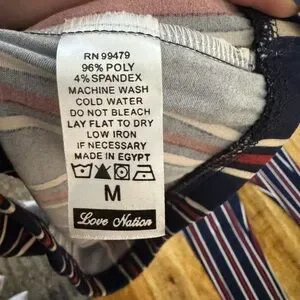 RN 99479
96% POLY
4% SPANDEX
MACHINE WASH
COLD WATER
DO NOT BLEACH
LAY FLAT TO DRY
LOW IRON
IF NECESSARY
MADE IN EGYPT
M
Love Nation